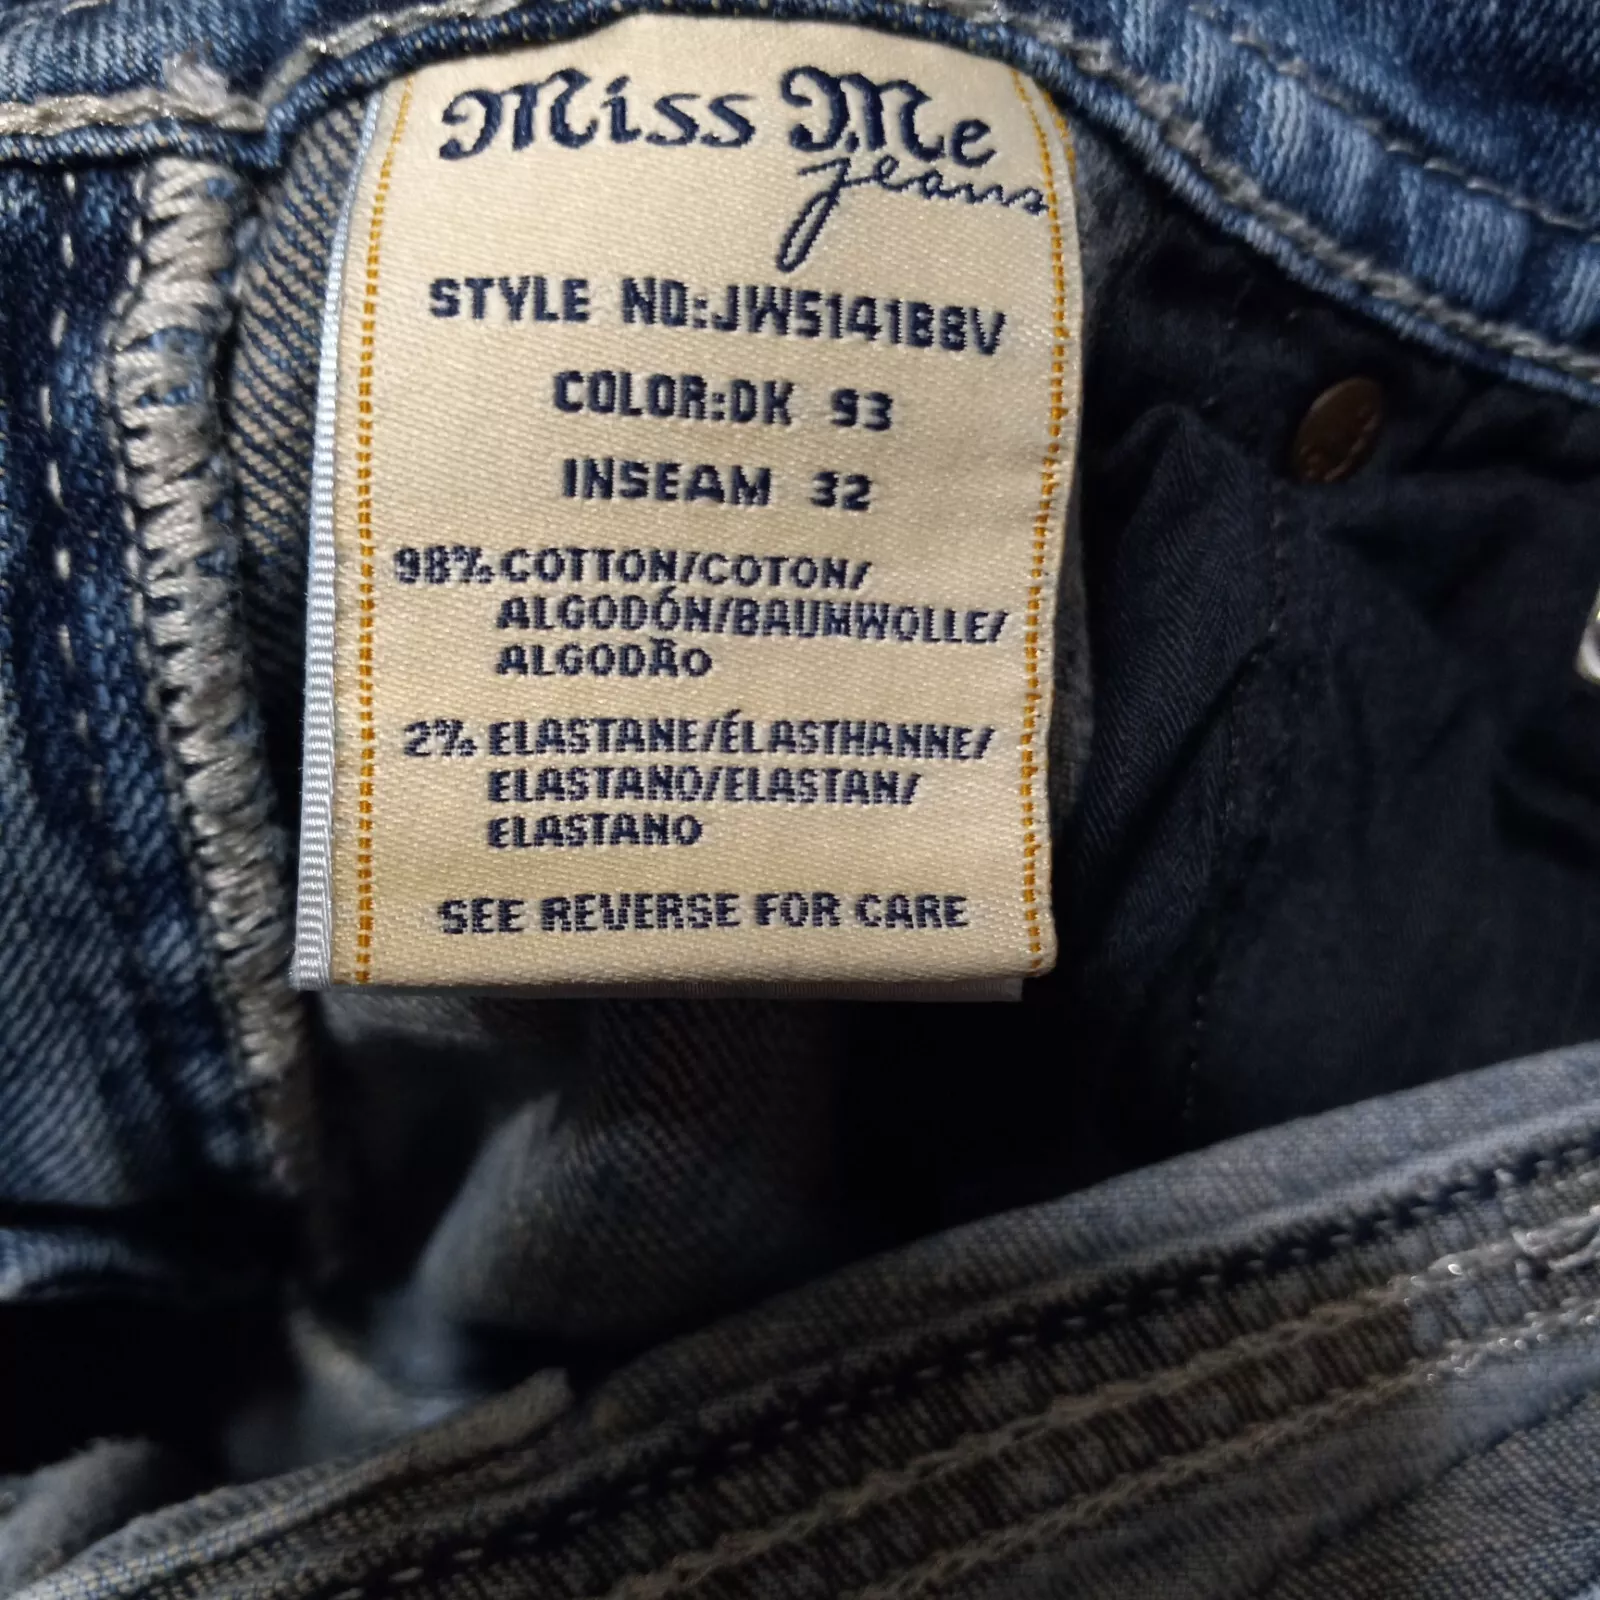 Miss Me
jeans
STYLE NO:JW5141B8V
COLOR:DK 93
INSEAM 32
98% COTTON/COTON/
ALGODÓN/BAUMWOLLE/
ALGODÃO
2% ELASTANE/ÉLASTHANNE/
ELASTANO/ELASTAN/
ELASTANO
SEE REVERSE FOR CARE